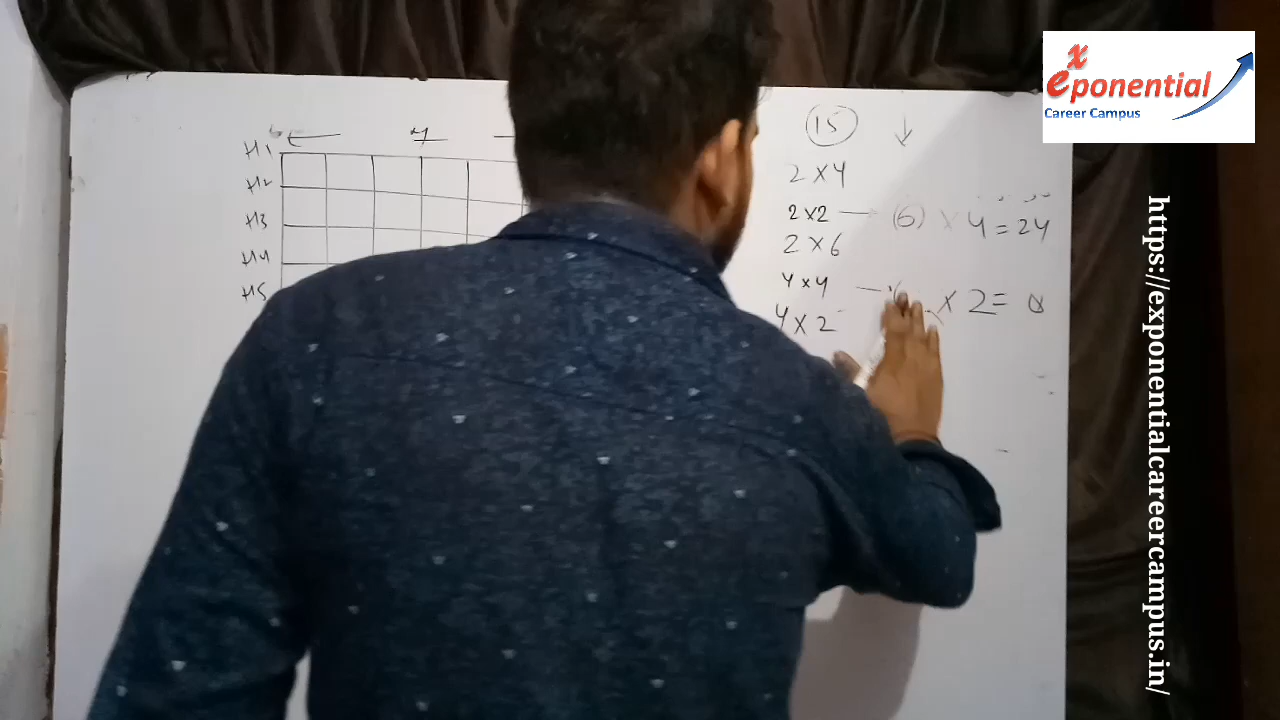 xponential
eponential
Career Campus
15 ↓
H1
H2
H3
H4
H5
2 x 4
2 x 2 — (6) x 4 = 24
2 x 6
4 x 4
x 2 =
4 x 2
https://exponentialcareercampus.in/